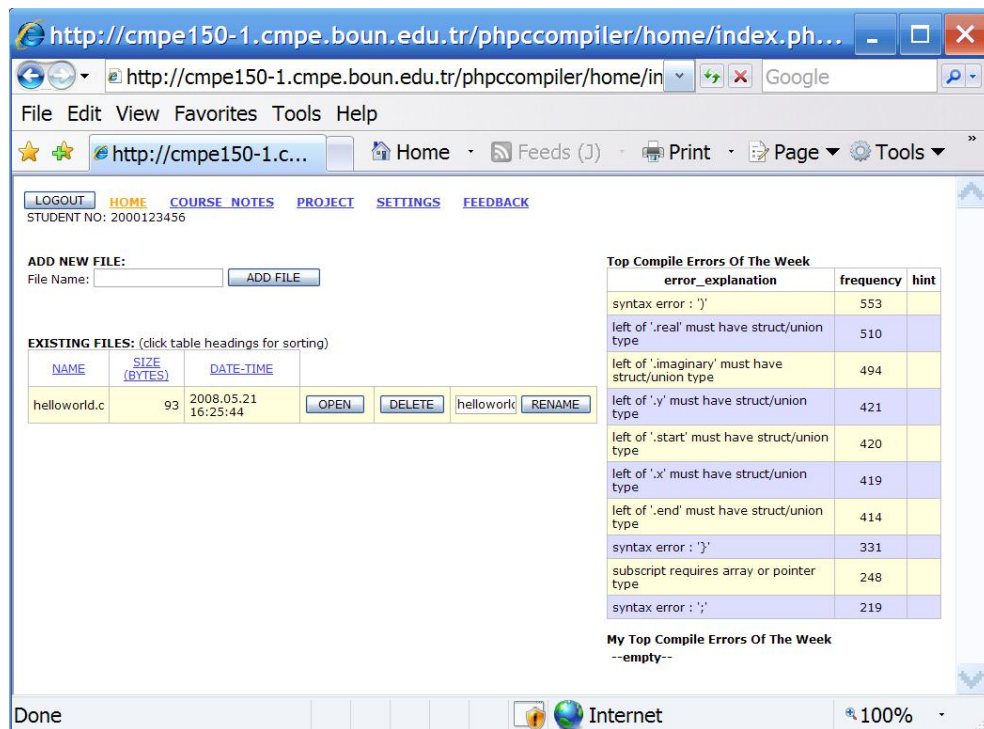 http://cmpe150-1.cmpe.boun.edu.tr/phpccompiler/home/index.ph...
http://cmpe150-1.cmpe.boun.edu.tr/phpccompiler/home/in
Google
File Edit View Favorites Tools Help
http://cmpe150-1.c...
Home
Feeds (J)
Print
Page
Tools
»
LOGOUT HOME COURSE NOTES PROJECT SETTINGS FEEDBACK
STUDENT NO: 2000123456
ADD NEW FILE:
File Name: ADD FILE
EXISTING FILES: (click table headings for sorting)
NAME SIZE (BYTES) DATE-TIME
helloworld.c 93 2008.05.21 16:25:44 OPEN DELETE helloworld RENAME
Top Compile Errors Of The Week
error_explanation frequency hint
syntax error : ')' 553
left of '.real' must have struct/union
type 510
left of '.imaginary' must have
struct/union type 494
left of '.y' must have struct/union
type 421
left of '.start' must have struct/union
type 420
left of '.x' must have struct/union
type 419
left of '.end' must have struct/union
type 414
syntax error : '}' 331
subscript requires array or pointer
type 248
syntax error : ';' 219
My Top Compile Errors Of The Week
--empty--
Done
Internet
100%